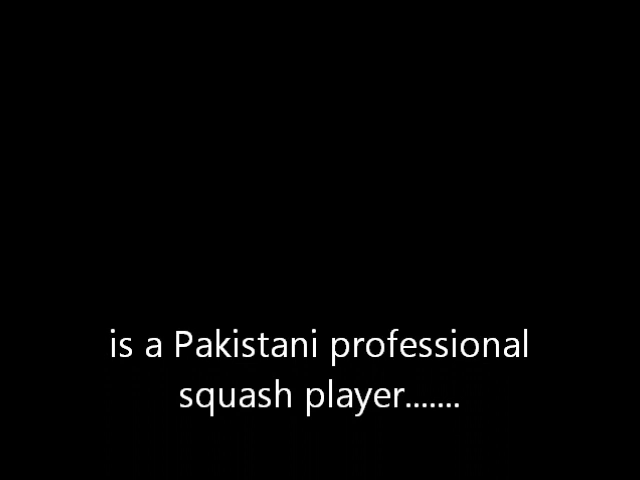 is a Pakistani professional
squash player.......